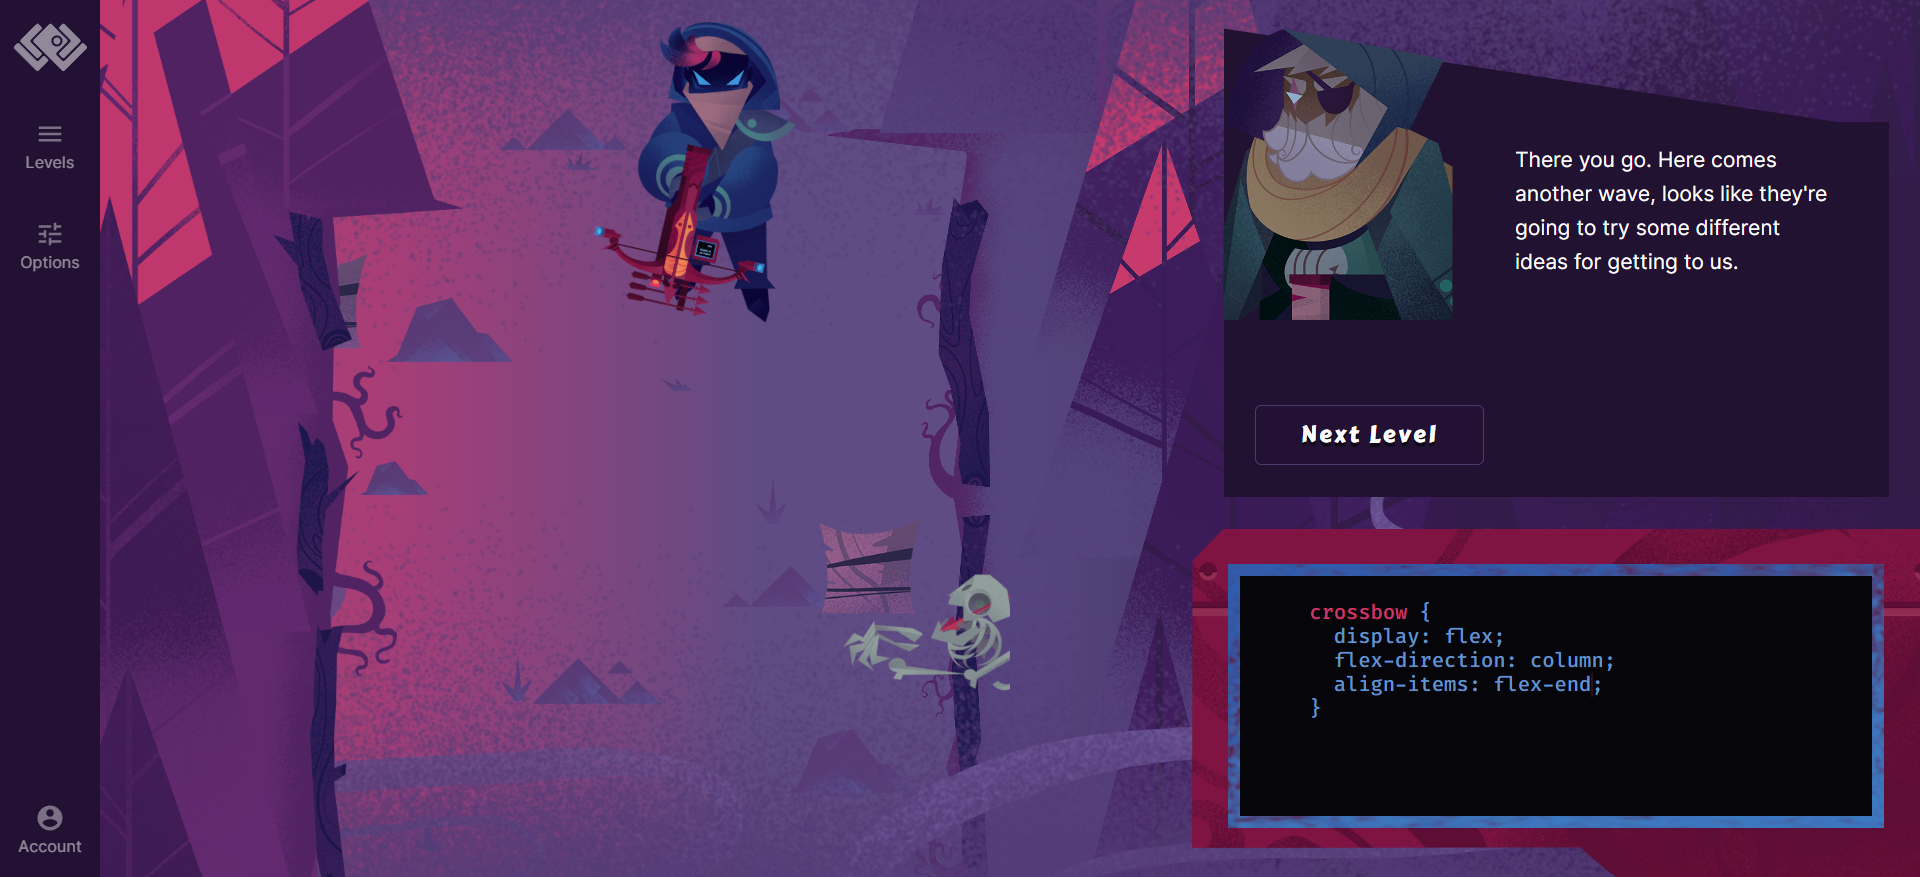 Levels
Options
Account
There you go. Here comes
another wave, looks like they're
going to try some different
ideas for getting to us.
Next Level
crossbow {
display: flex;
flex-direction: column;
align-items: flex-end;
}